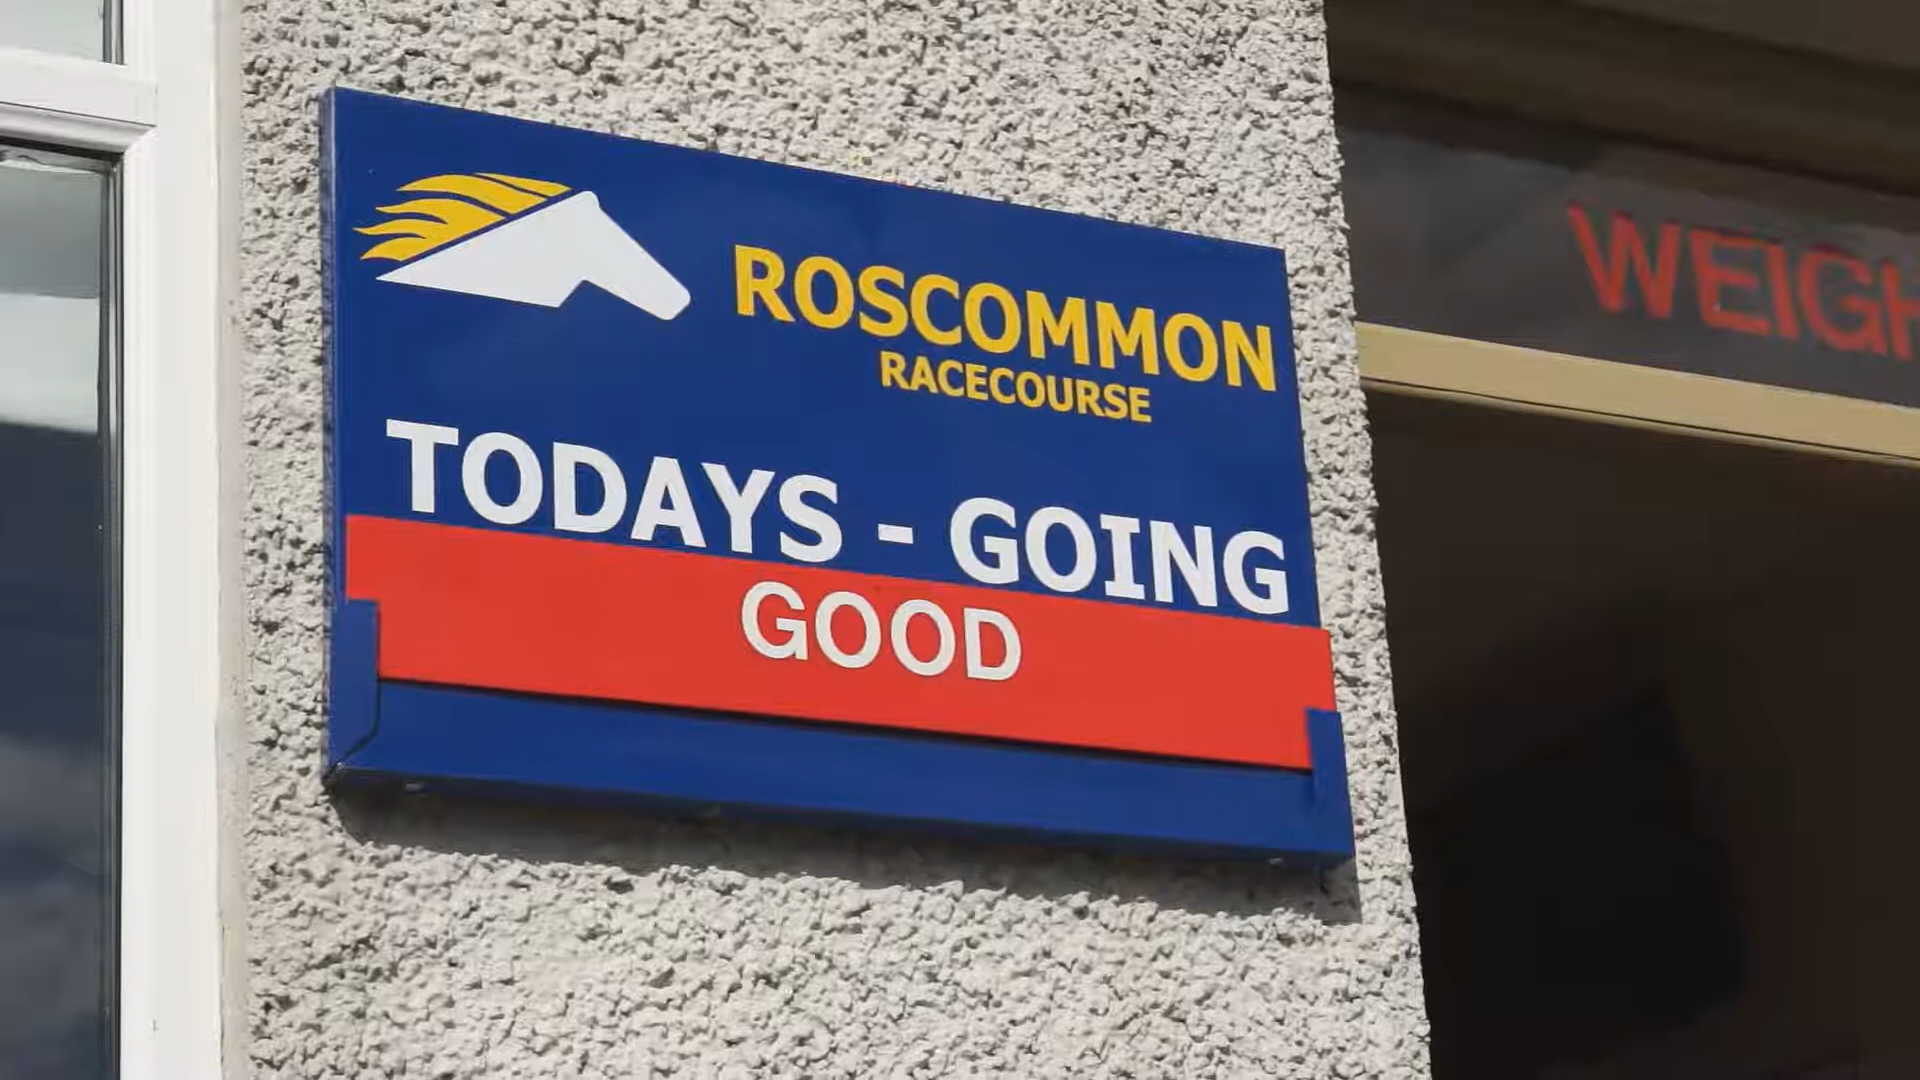 ROSCOMMON
RACECOURSE
TODAYS - GOING
GOOD
WEIGH